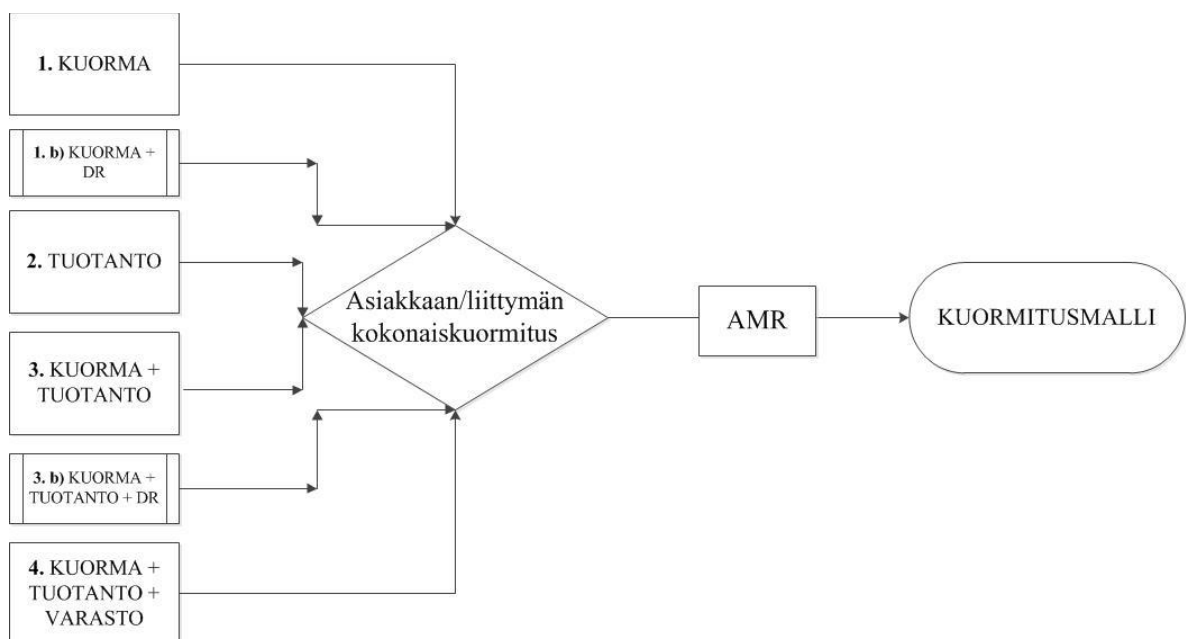 1. KUORMA
1. b) KUORMA +
DR
2. TUOTANTO
3. KUORMA +
TUOTANTO
3. b) KUORMA +
TUOTANTO + DR
4. KUORMA +
TUOTANTO +
VARASTO
Asiakkaan/liittymän
kokonaiskuormitus
AMR
KUORMITUSMALLI